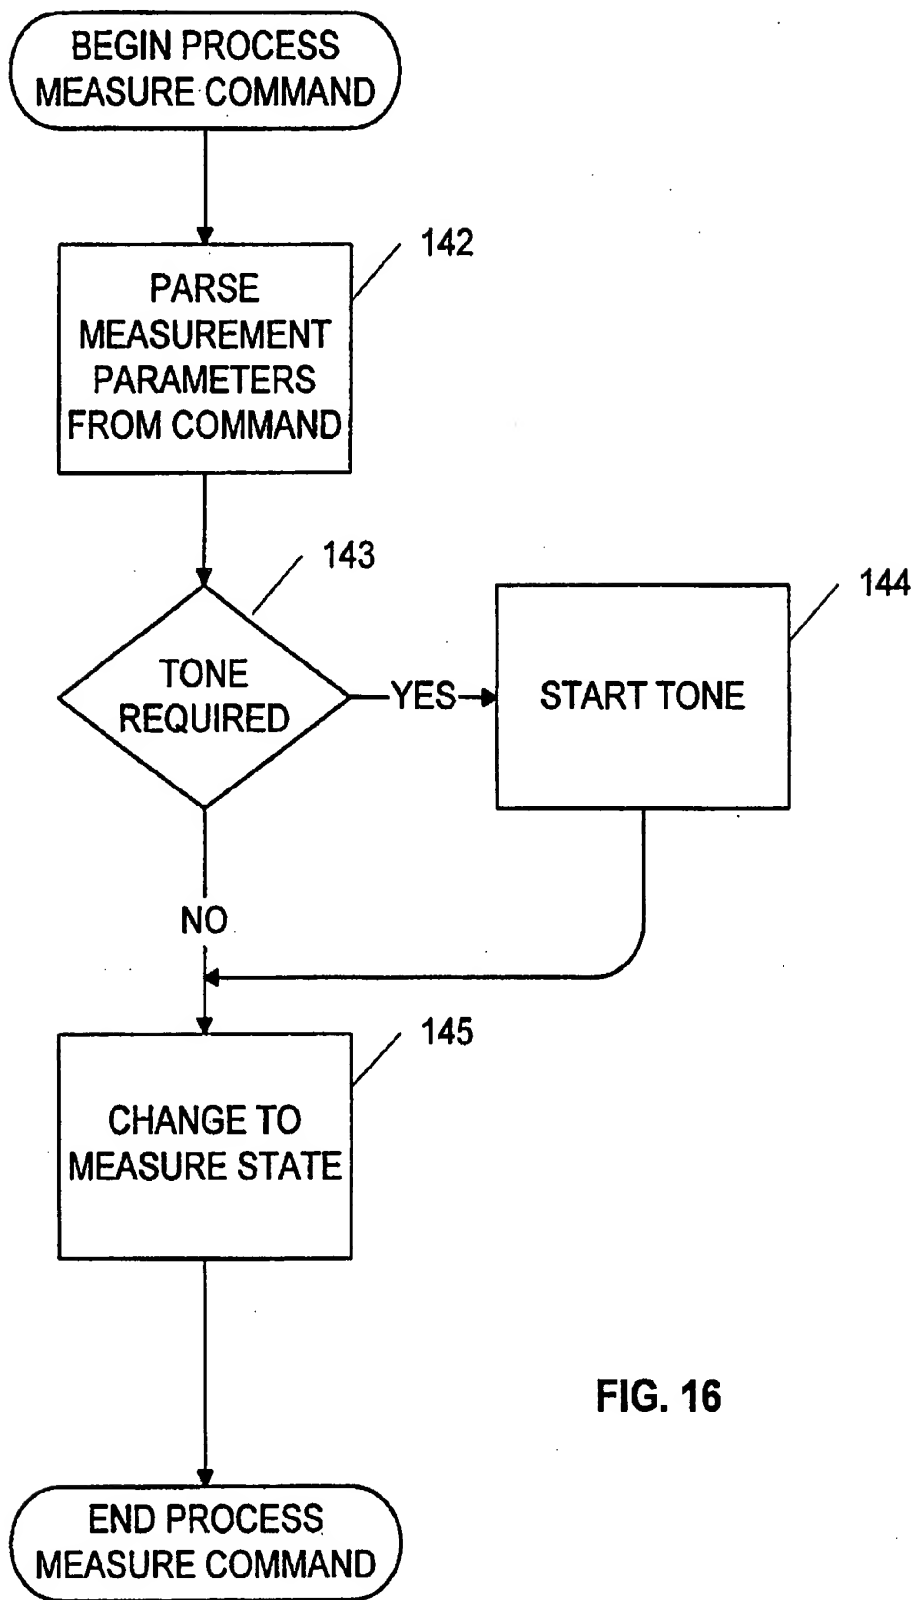 BEGIN PROCESS
MEASURE COMMAND
142
PARSE
MEASUREMENT
PARAMETERS
FROM COMMAND
143
TONE
REQUIRED
YES
144
START TONE
NO
145
CHANGE TO
MEASURE STATE
FIG. 16
END PROCESS
MEASURE COMMAND